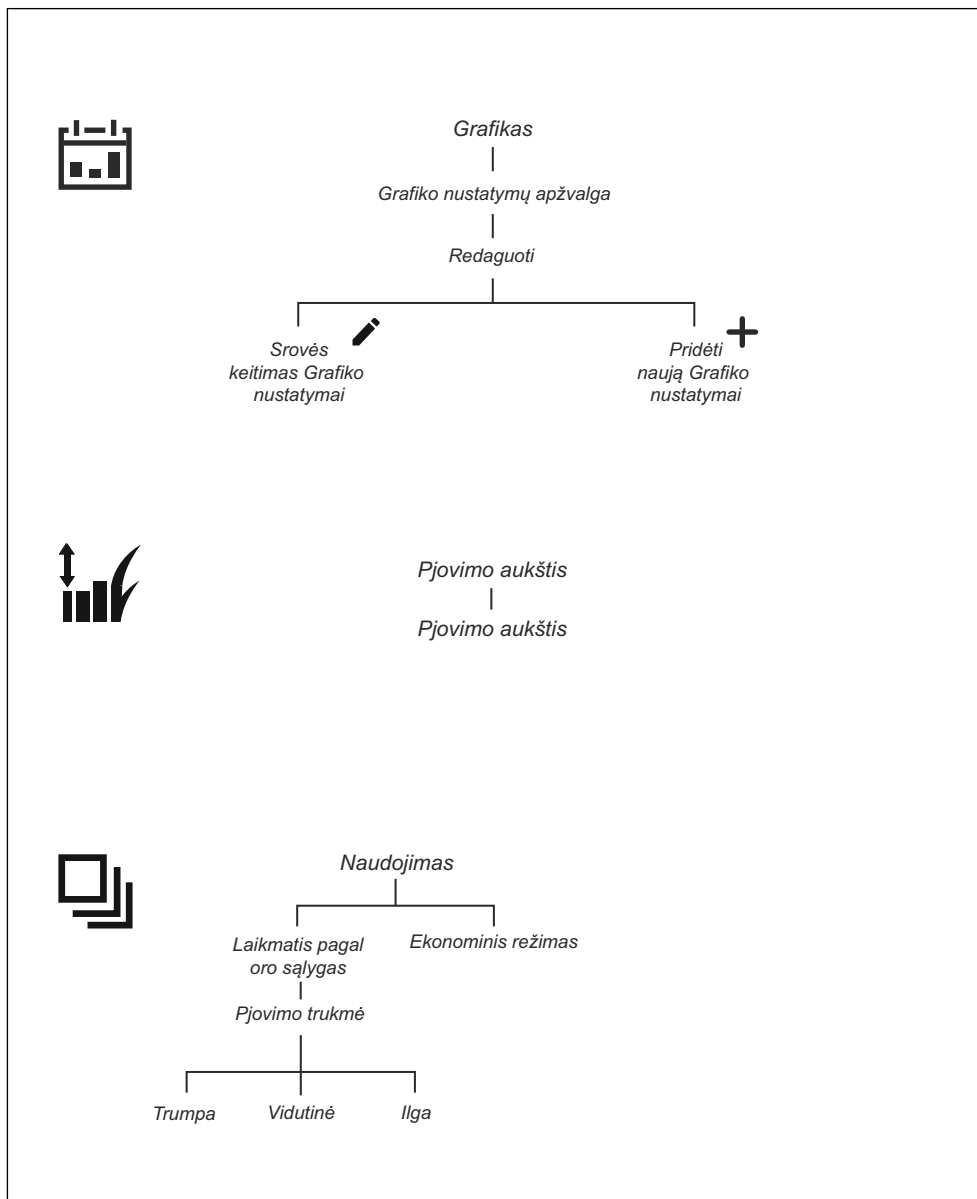 Grafikas
Grafiko nustatymų apžvalga
Redaguoti
Srovės
keitimas Grafiko
nustatymai
Pridėti
naują Grafiko
nustatymai
Pjovimo aukštis
Pjovimo aukštis
Naudojimas
Laikmatis pagal
oro sąlygas
Ekonominis režimas
Pjovimo trukmė
Trumpa
Vidutinė
Ilga